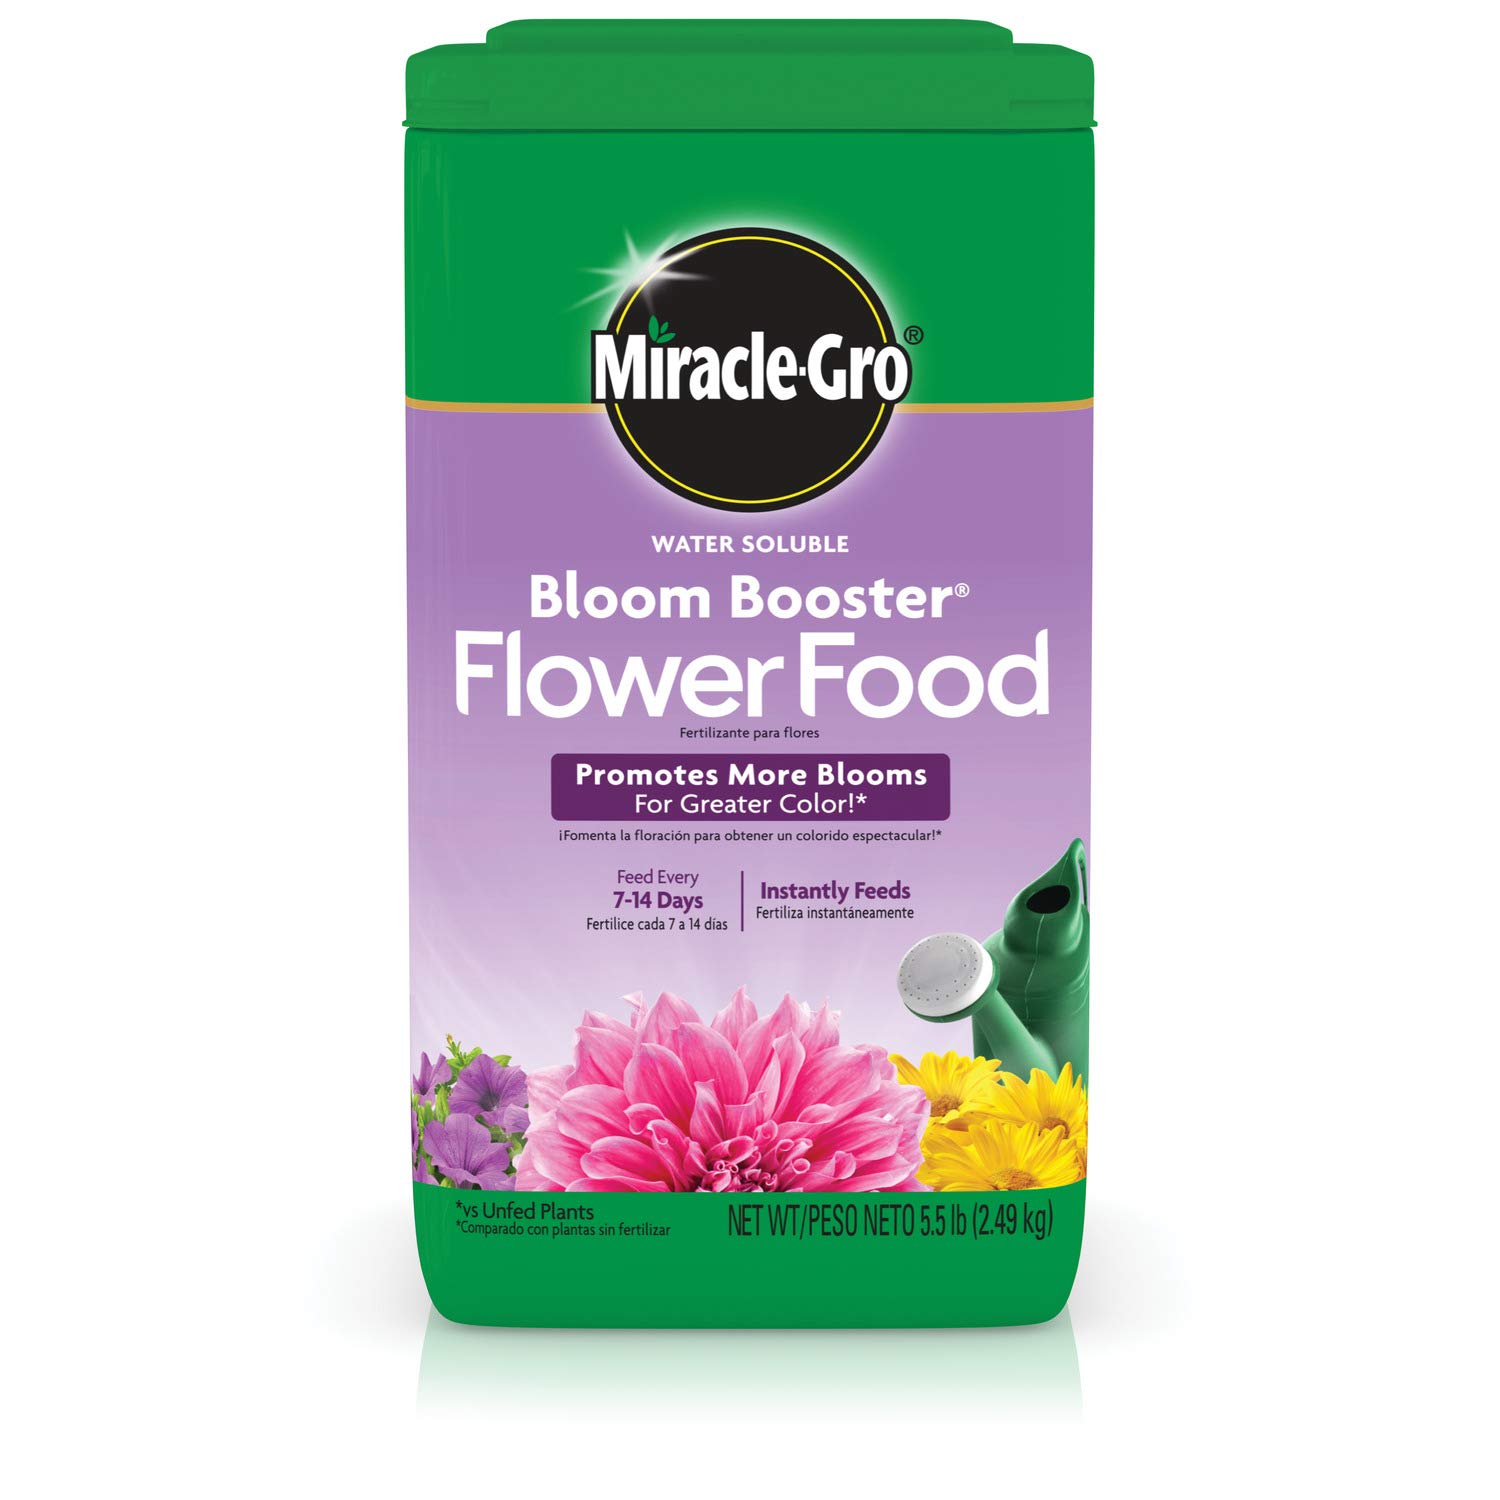 Miracle-Gro®
WATER SOLUBLE
Bloom Booster®
Flower Food
Fertilizante para flores
Promotes More Blooms
For Greater Color!*
¡Fomenta la floración para obtener un colorido espectacular!*
Feed Every
7-14 Days
Fertilice cada 7 a 14 días
Instantly Feeds
Fertiliza instantáneamente
*vs Unfed Plants
*Comparado con plantas sin fertilizar
NET WT/PESO NETO 5.5 lb (2.49 kg)